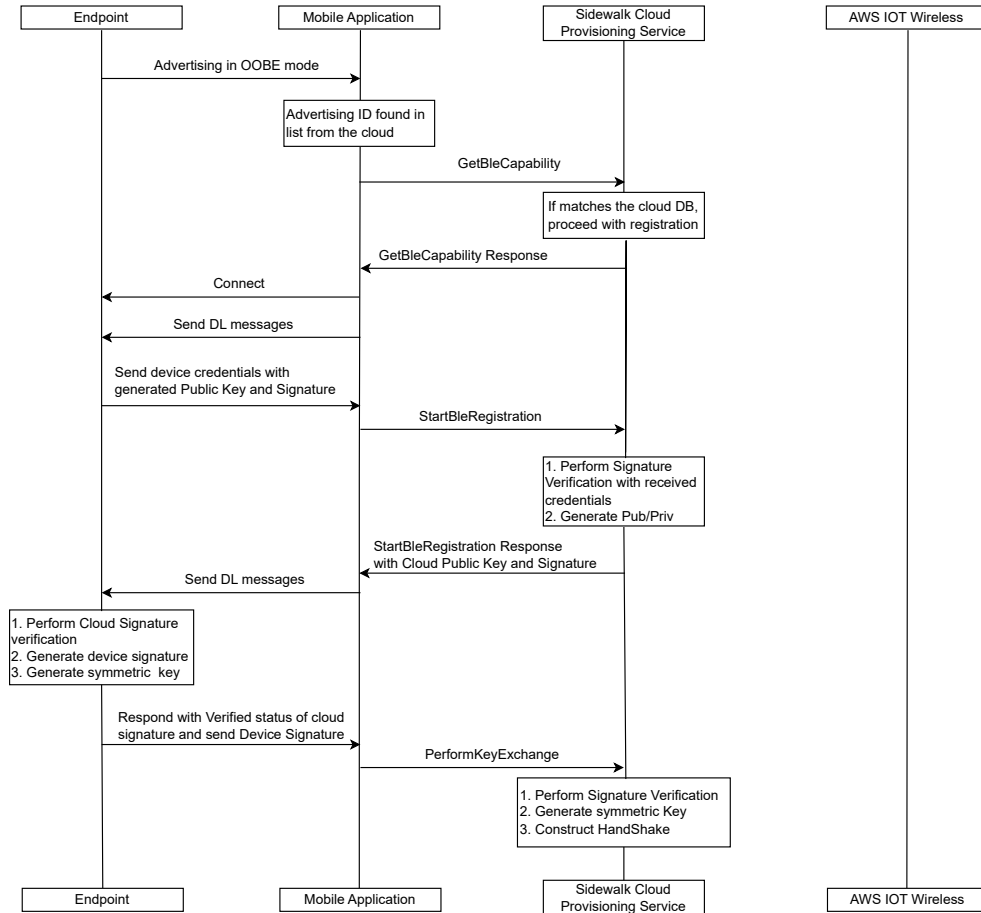 Endpoint
Mobile Application
Sidewalk Cloud
Provisioning Service
AWS IOT Wireless
Advertising in OOBE mode
Advertising ID found in
list from the cloud
GetBleCapability
If matches the cloud DB,
proceed with registration
GetBleCapability Response
Connect
Send DL messages
Send device credentials with
generated Public Key and Signature
StartBleRegistration
1. Perform Signature
Verification with received
credentials
2. Generate Pub/Priv
StartBleRegistration Response
with Cloud Public Key and Signature
Send DL messages
1. Perform Cloud Signature
verification
2. Generate device signature
3. Generate symmetric key
Respond with Verified status of cloud
signature and send Device Signature
PerformKeyExchange
1. Perform Signature Verification
2. Generate symmetric Key
3. Construct HandShake
Endpoint
Mobile Application
Sidewalk Cloud
Provisioning Service
AWS IOT Wireless